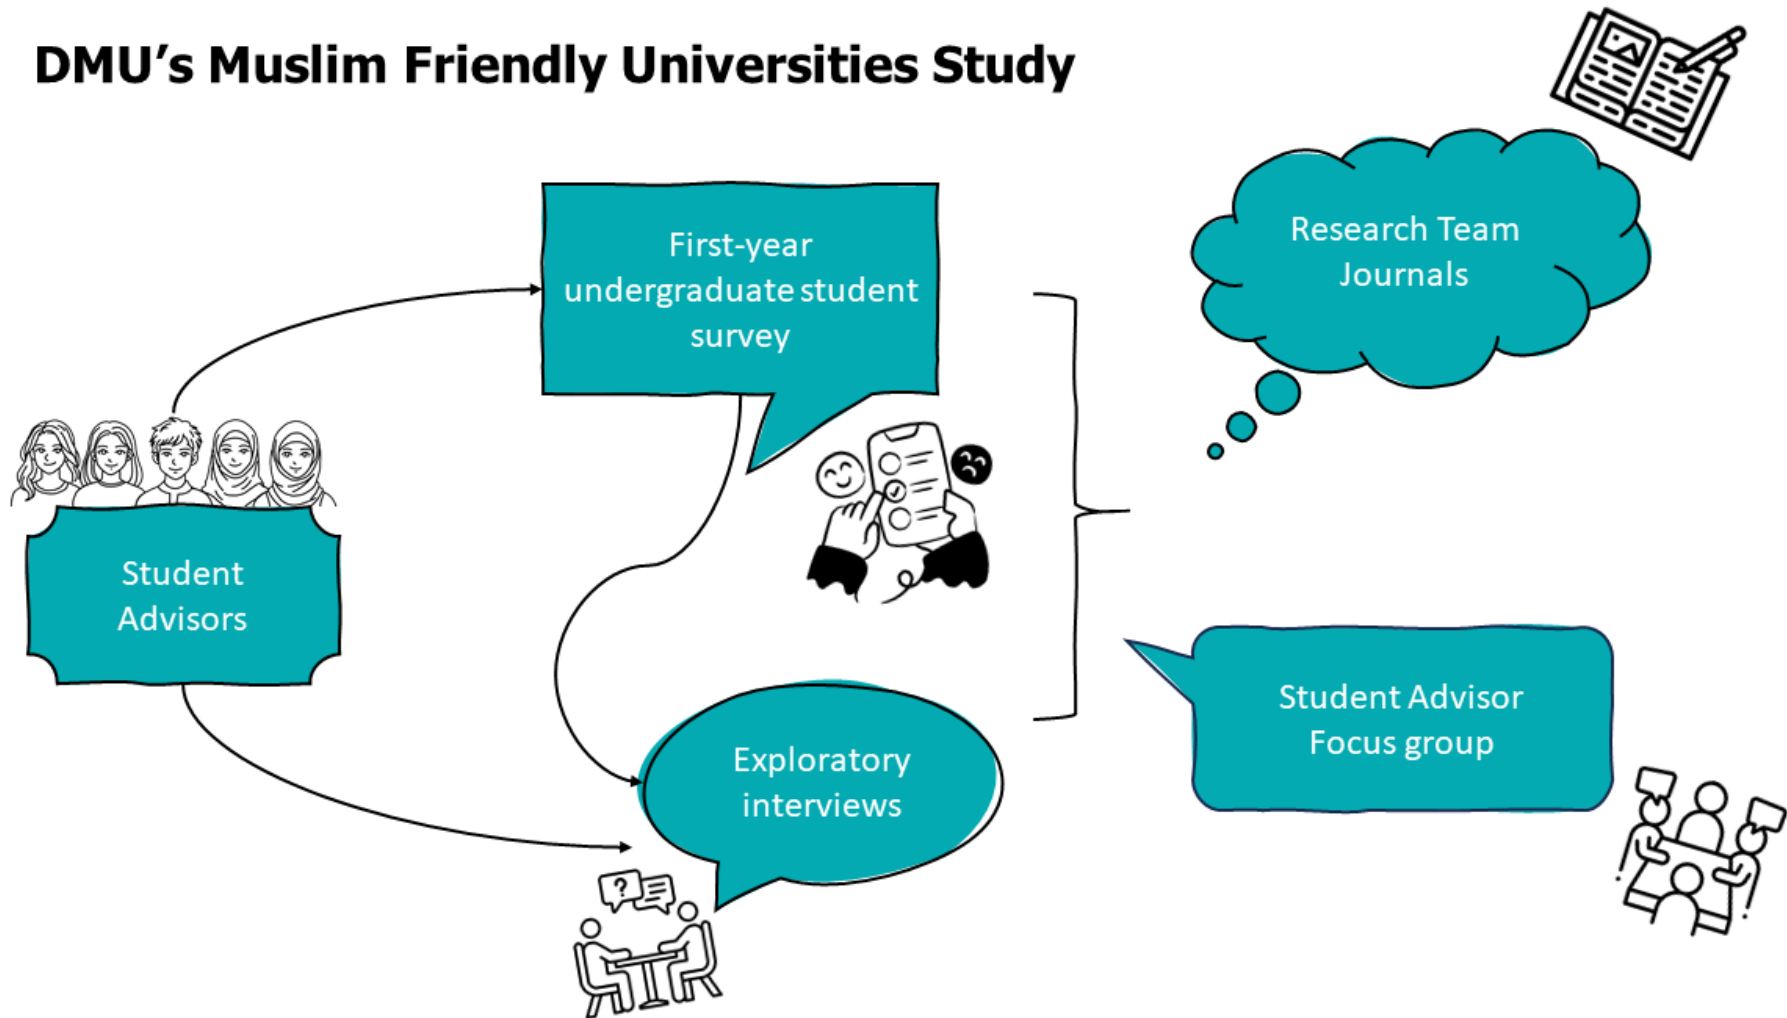 DMU’s Muslim Friendly Universities Study
First-year
undergraduate student
survey
Research Team
Journals
Student
Advisors
Exploratory
interviews
Student Advisor
Focus group
?